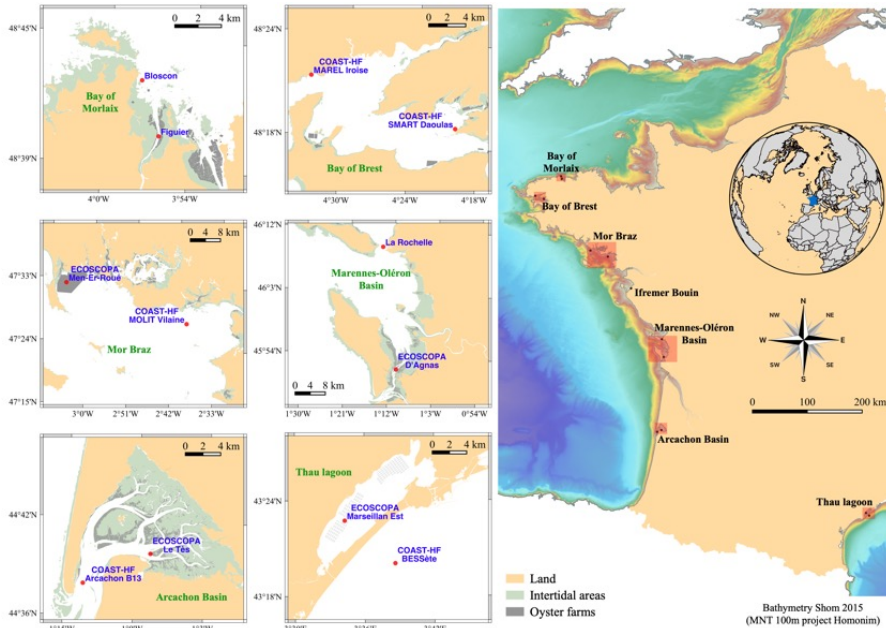 0 2 4 km
48°45'N
Bloscon
Bay of
Morlaix
Figuier
48°39'N
4°0'W 3°54'W
0 2 4 km
48°24'N
COAST-HF
MAREL Iroise
COAST-HF
SMART Daoulas
48°18'N
Bay of Brest
4°30'W 4°24'W 4°18'W
0 4 8 km
47°33'N
ECOSCOPA
Men-Er-Roué
COAST-HF
MOLIT Vilaine
47°24'N
Mor Braz
47°15'N
3°0'W 2°51'W 2°42'W 2°33'W
46°12'N
La Rochelle
Marennes-Oléron
Basin
46°3'N
45°54'N
ECOSCOPA
D'Agnas
0 4 8 km
1°30'W 1°21'W 1°12'W 1°3'W 0°54'W
0 2 4 km
44°42'N
ECOSCOPA
Le Tès
COAST-HF
Arcachon B13
Arcachon Basin
44°36'N
0 2 4 km
Thau lagoon
43°24'N
ECOSCOPA
Marseillan Est
COAST-HF
BESSète
43°18'N
Bay of
Morlaix
Bay of Brest
Mor Braz
Ifremer Bouin
Marennes-Oléron
Basin
Arcachon Basin
Thau lagoon
N
NW NE
W E
SW SE
S
0 100 200 km
Land
Intertidal areas
Oyster farms
Bathymetry Shom 2015
(MNT 100m project Homonim)